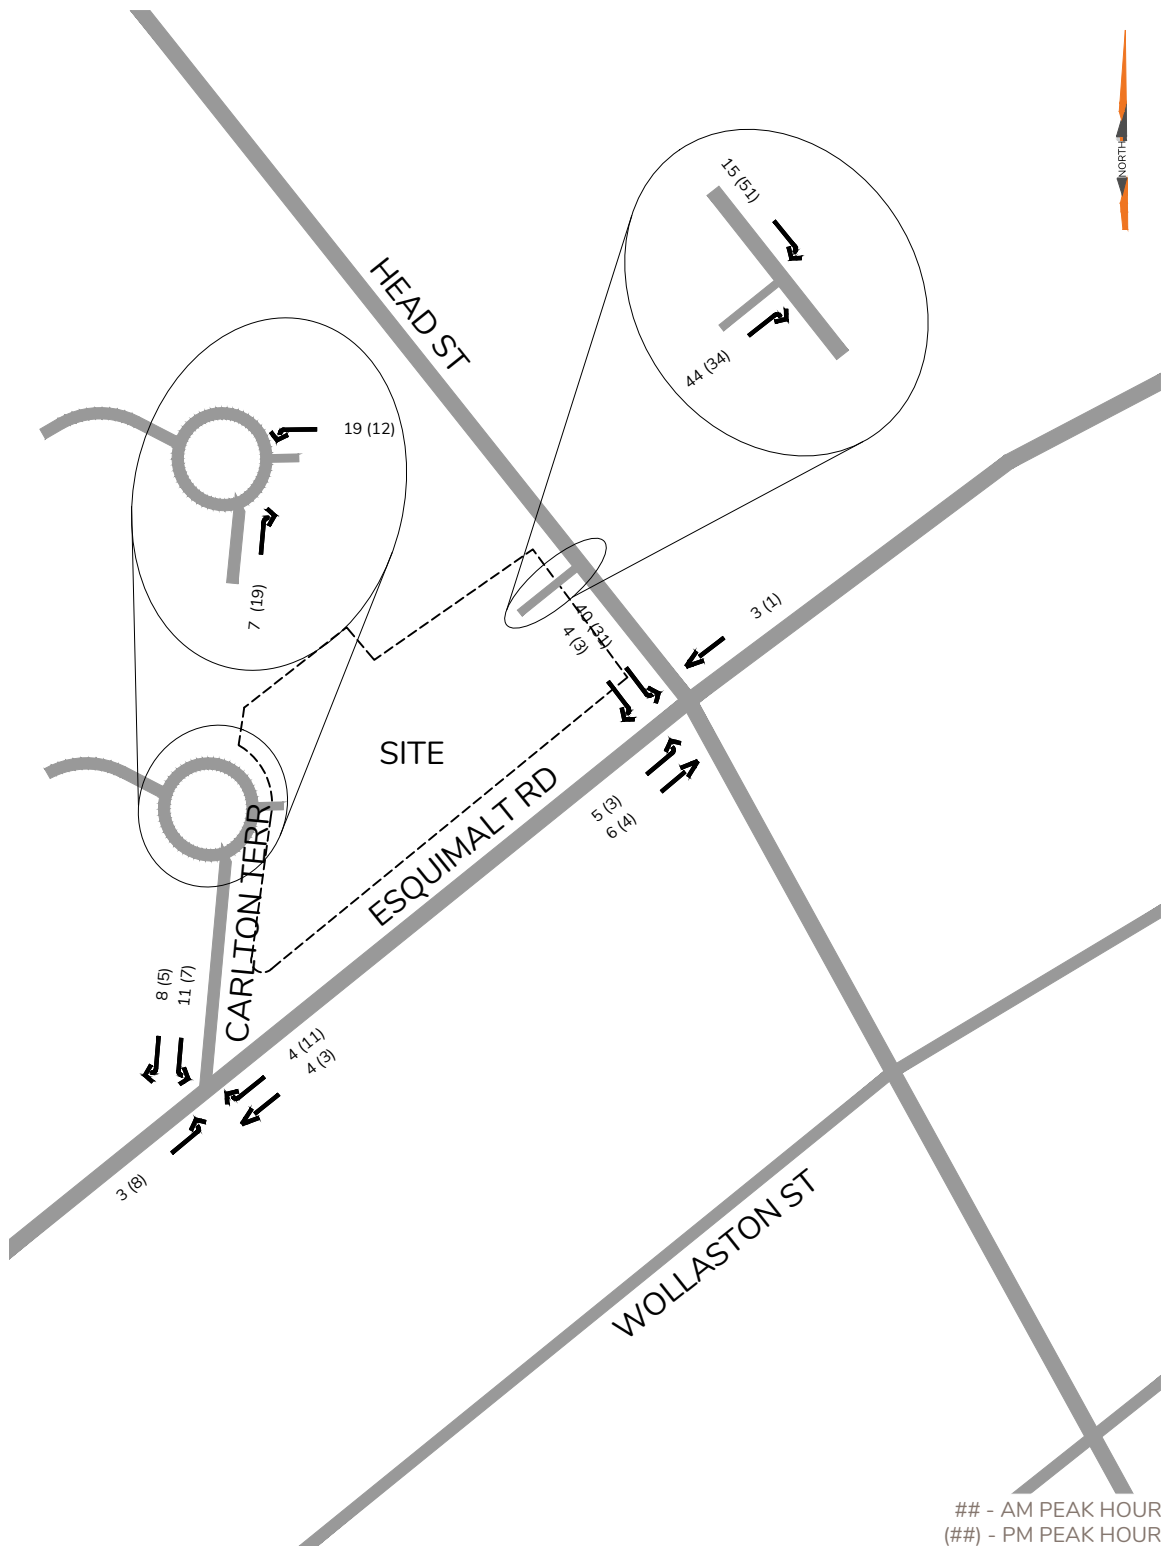 NORTH
15 (51)
44 (34)
HEAD ST
19 (12)
7 (19)
3 (1)
40 (31)
4 (3)
SITE
5 (3)
6 (4)
ESQUIMALT RD
CARLTON TERR
8 (5)
11 (7)
4 (11)
4 (3)
3 (8)
WOLLASTON ST
## - AM PEAK HOUR
(##) - PM PEAK HOUR